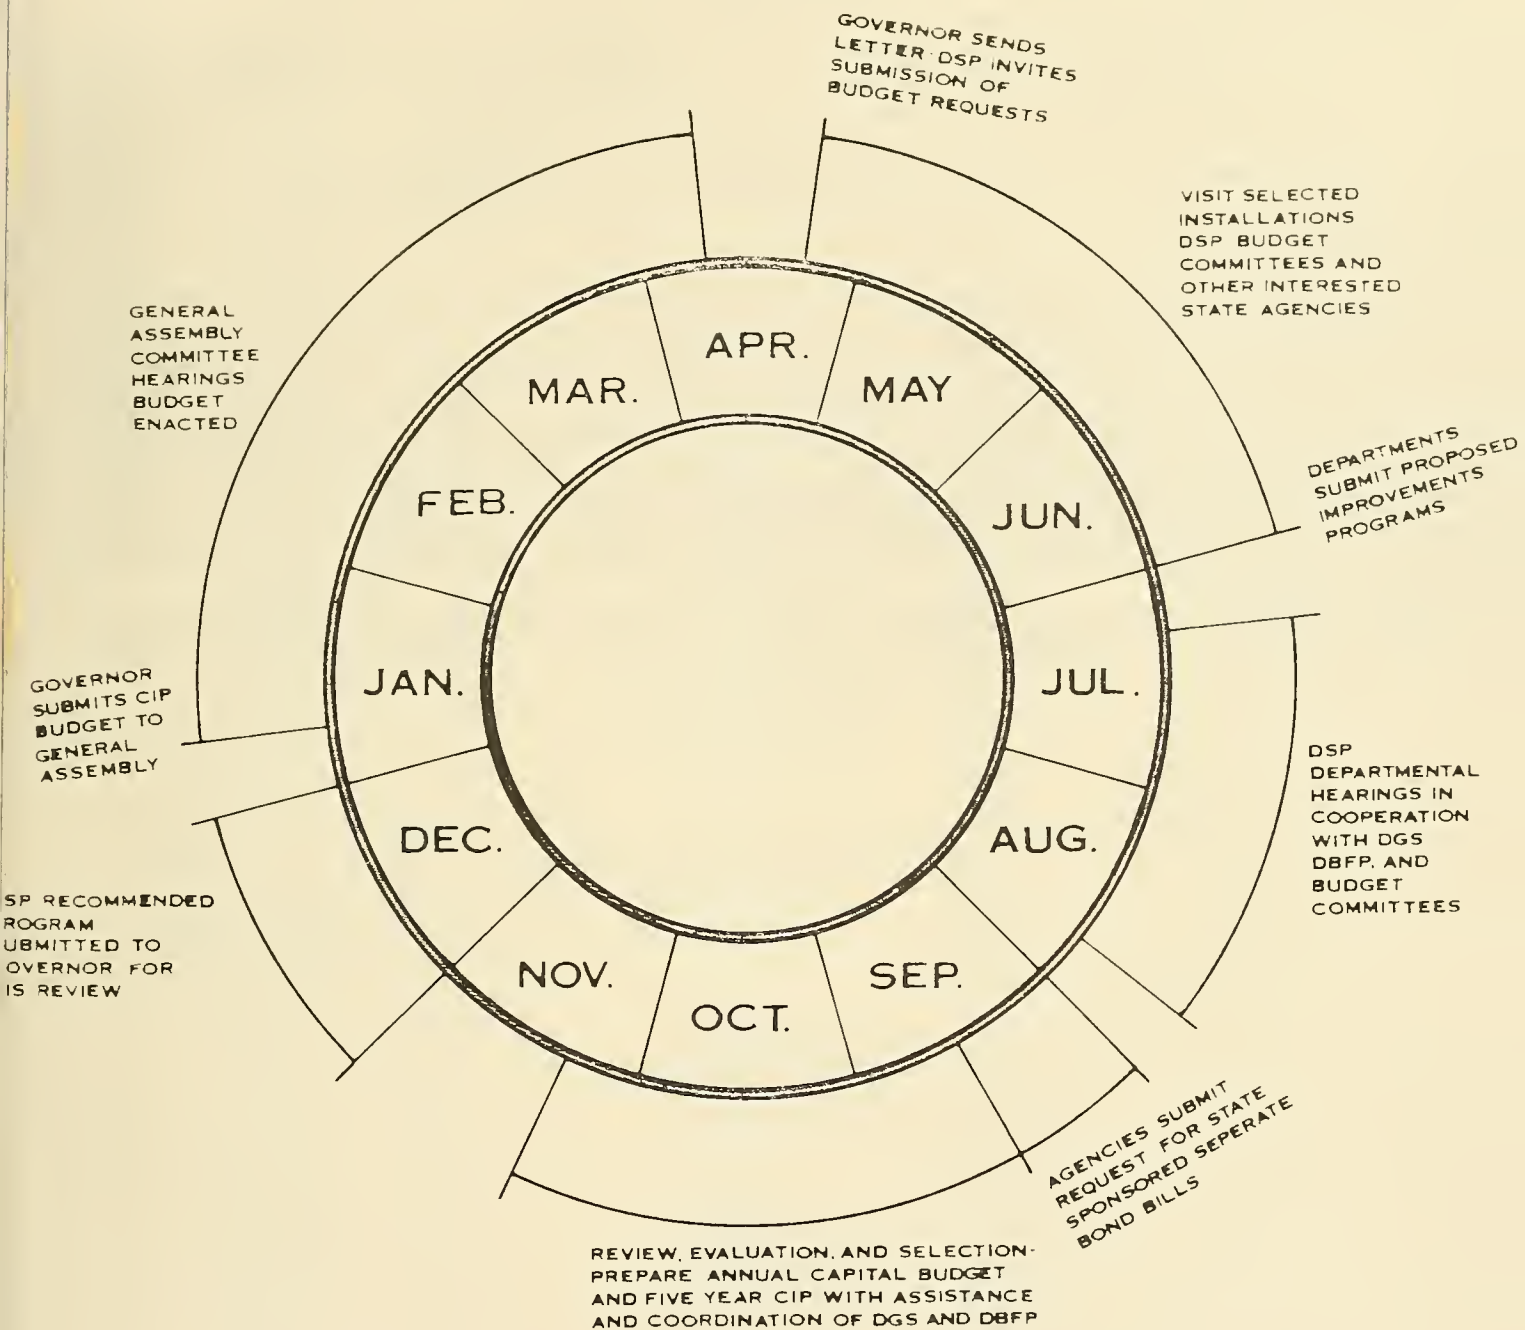 GOVERNOR SENDS
LETTER·DSP INVITES
SUBMISSION OF
BUDGET REQUESTS
VISIT SELECTED
INSTALLATIONS
DSP BUDGET
COMMITTEES AND
OTHER INTERESTED
STATE AGENCIES
DEPARTMENTS
SUBMIT PROPOSED
IMPROVEMENTS
PROGRAMS
DSP
DEPARTMENTAL
HEARINGS IN
COOPERATION
WITH DGS
DBFP, AND
BUDGET
COMMITTEES
AGENCIES SUBMIT
REQUEST FOR STATE
SPONSORED SEPERATE
BOND BILLS
REVIEW, EVALUATION, AND SELECTION-
PREPARE ANNUAL CAPITAL BUDGET
AND FIVE YEAR CIP WITH ASSISTANCE
AND COORDINATION OF DGS AND DBFP
SP RECOMMENDED
ROGRAM
UBMITTED TO
OVERNOR FOR
IS REVIEW
GOVERNOR
SUBMITS CIP
BUDGET TO
GENERAL
ASSEMBLY
GENERAL
ASSEMBLY
COMMITTEE
HEARINGS
BUDGET
ENACTED
APR.
MAY
JUN.
JUL.
AUG.
SEP.
OCT.
NOV.
DEC.
JAN.
FEB.
MAR.